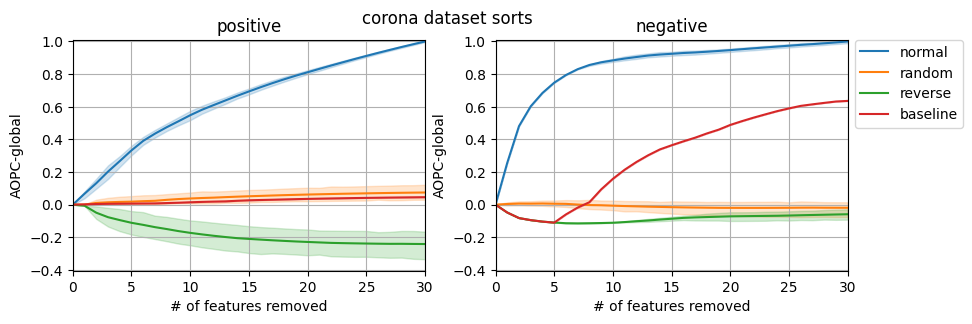 corona dataset sorts
positive
AOPC-global
1.0
0.8
0.6
0.4
0.2
0.0
−0.2
−0.4
0 5 10 15 20 25 30
# of features removed
negative
AOPC-global
1.0
0.8
0.6
0.4
0.2
0.0
−0.2
−0.4
0 5 10 15 20 25 30
# of features removed
normal
random
reverse
baseline